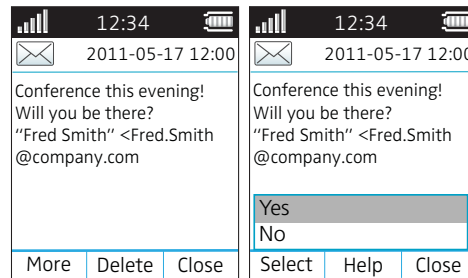 12:34
2011-05-17 12:00
Conference this evening!
Will you be there?
“Fred Smith” <Fred.Smith
@company.com
More Delete Close
12:34
2011-05-17 12:00
Conference this evening!
Will you be there?
“Fred Smith” <Fred.Smith
@company.com
Yes
No
Select Help Close